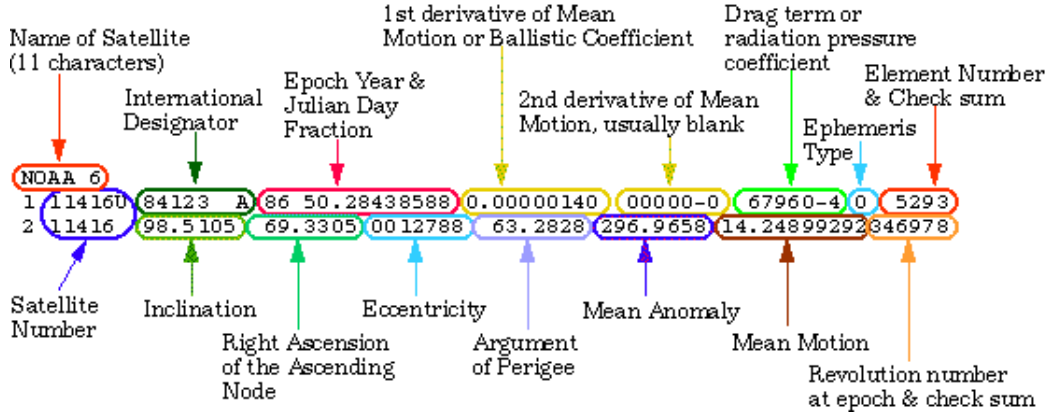 Name of Satellite
(11 characters)
International
Designator
Epoch Year &
Julian Day
Fraction
1st derivative of Mean
Motion or Ballistic Coefficient
2nd derivative of Mean
Motion, usually blank
Drag term or
radiation pressure
coefficient
Ephemeris
Type
Element Number
& Check sum
NOAA 6
1 11416U 84123 A 86 50.28438588 0.00000140 00000-0 67960-4 0 5293
2 11416 98.5105 69.3305 0012788 63.2828 296.9658 14.24899292 346978
Satellite
Number
Inclination
Right Ascension
of the Ascending
Node
Eccentricity
Argument
of Perigee
Mean Anomaly
Mean Motion
Revolution number
at epoch & check sum